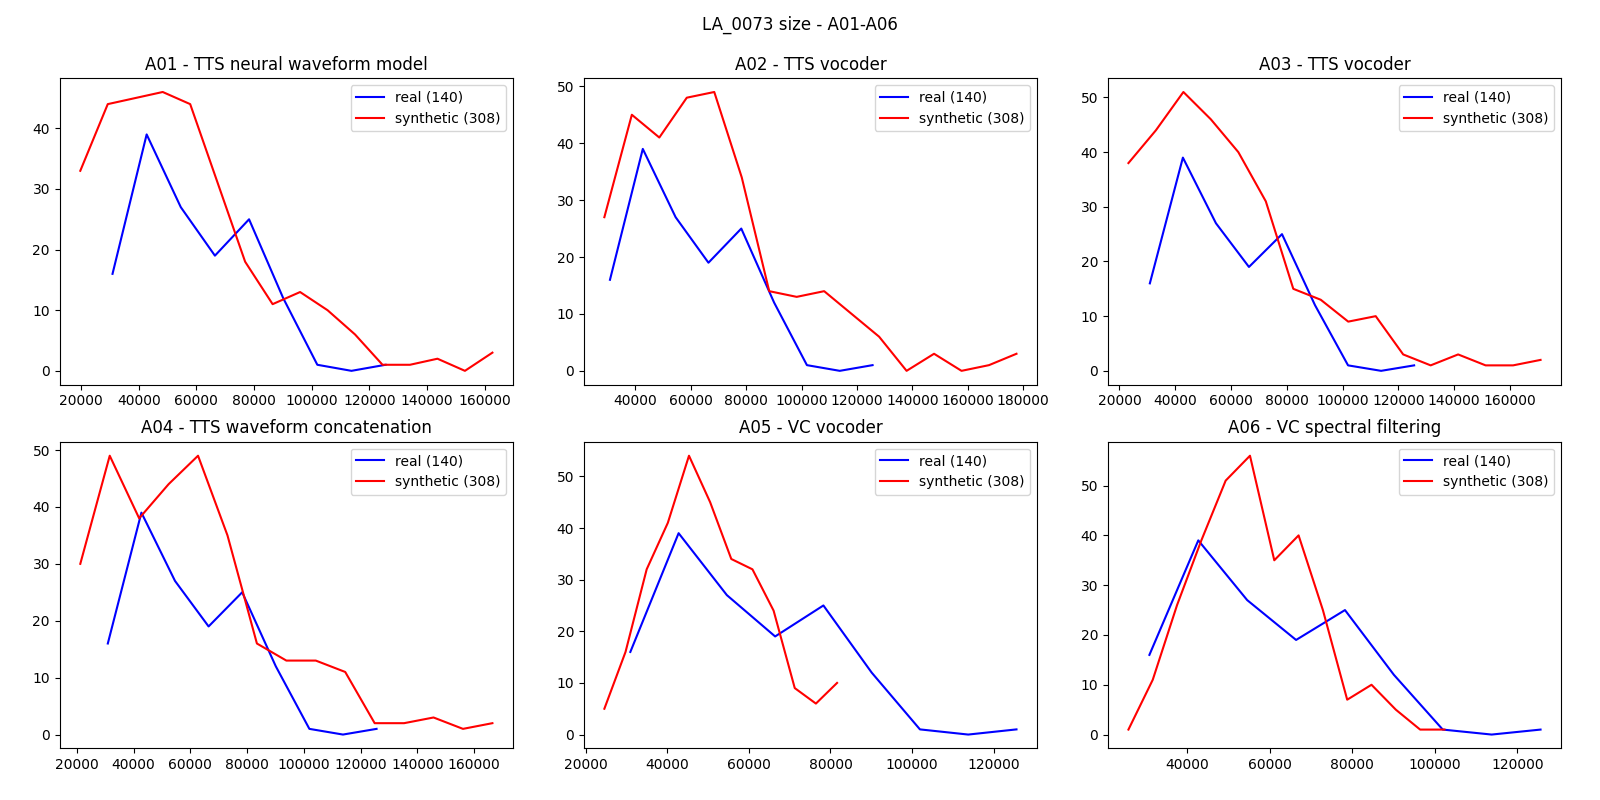 LA_0073 size - A01-A06
A01 - TTS neural waveform model
real (140)
synthetic (308)
40
30
20
10
0
20000 40000 60000 80000 100000 120000 140000 160000
A02 - TTS vocoder
real (140)
synthetic (308)
50
40
30
20
10
0
40000 60000 80000 100000 120000 140000 160000 180000
A03 - TTS vocoder
real (140)
synthetic (308)
50
40
30
20
10
0
20000 40000 60000 80000 100000 120000 140000 160000
A04 - TTS waveform concatenation
real (140)
synthetic (308)
50
40
30
20
10
0
20000 40000 60000 80000 100000 120000 140000 160000
A05 - VC vocoder
real (140)
synthetic (308)
50
40
30
20
10
0
20000 40000 60000 80000 100000 120000
A06 - VC spectral filtering
real (140)
synthetic (308)
50
40
30
20
10
0
40000 60000 80000 100000 120000